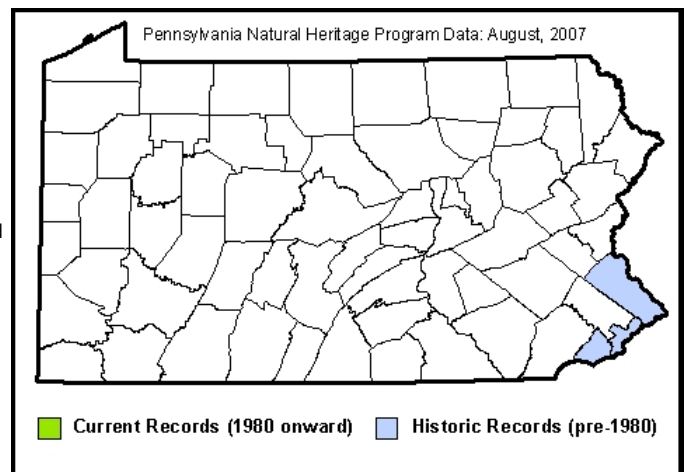 Pennsylvania Natural Heritage Program Data: August, 2007
Current Records (1980 onward) Historic Records (pre-1980)